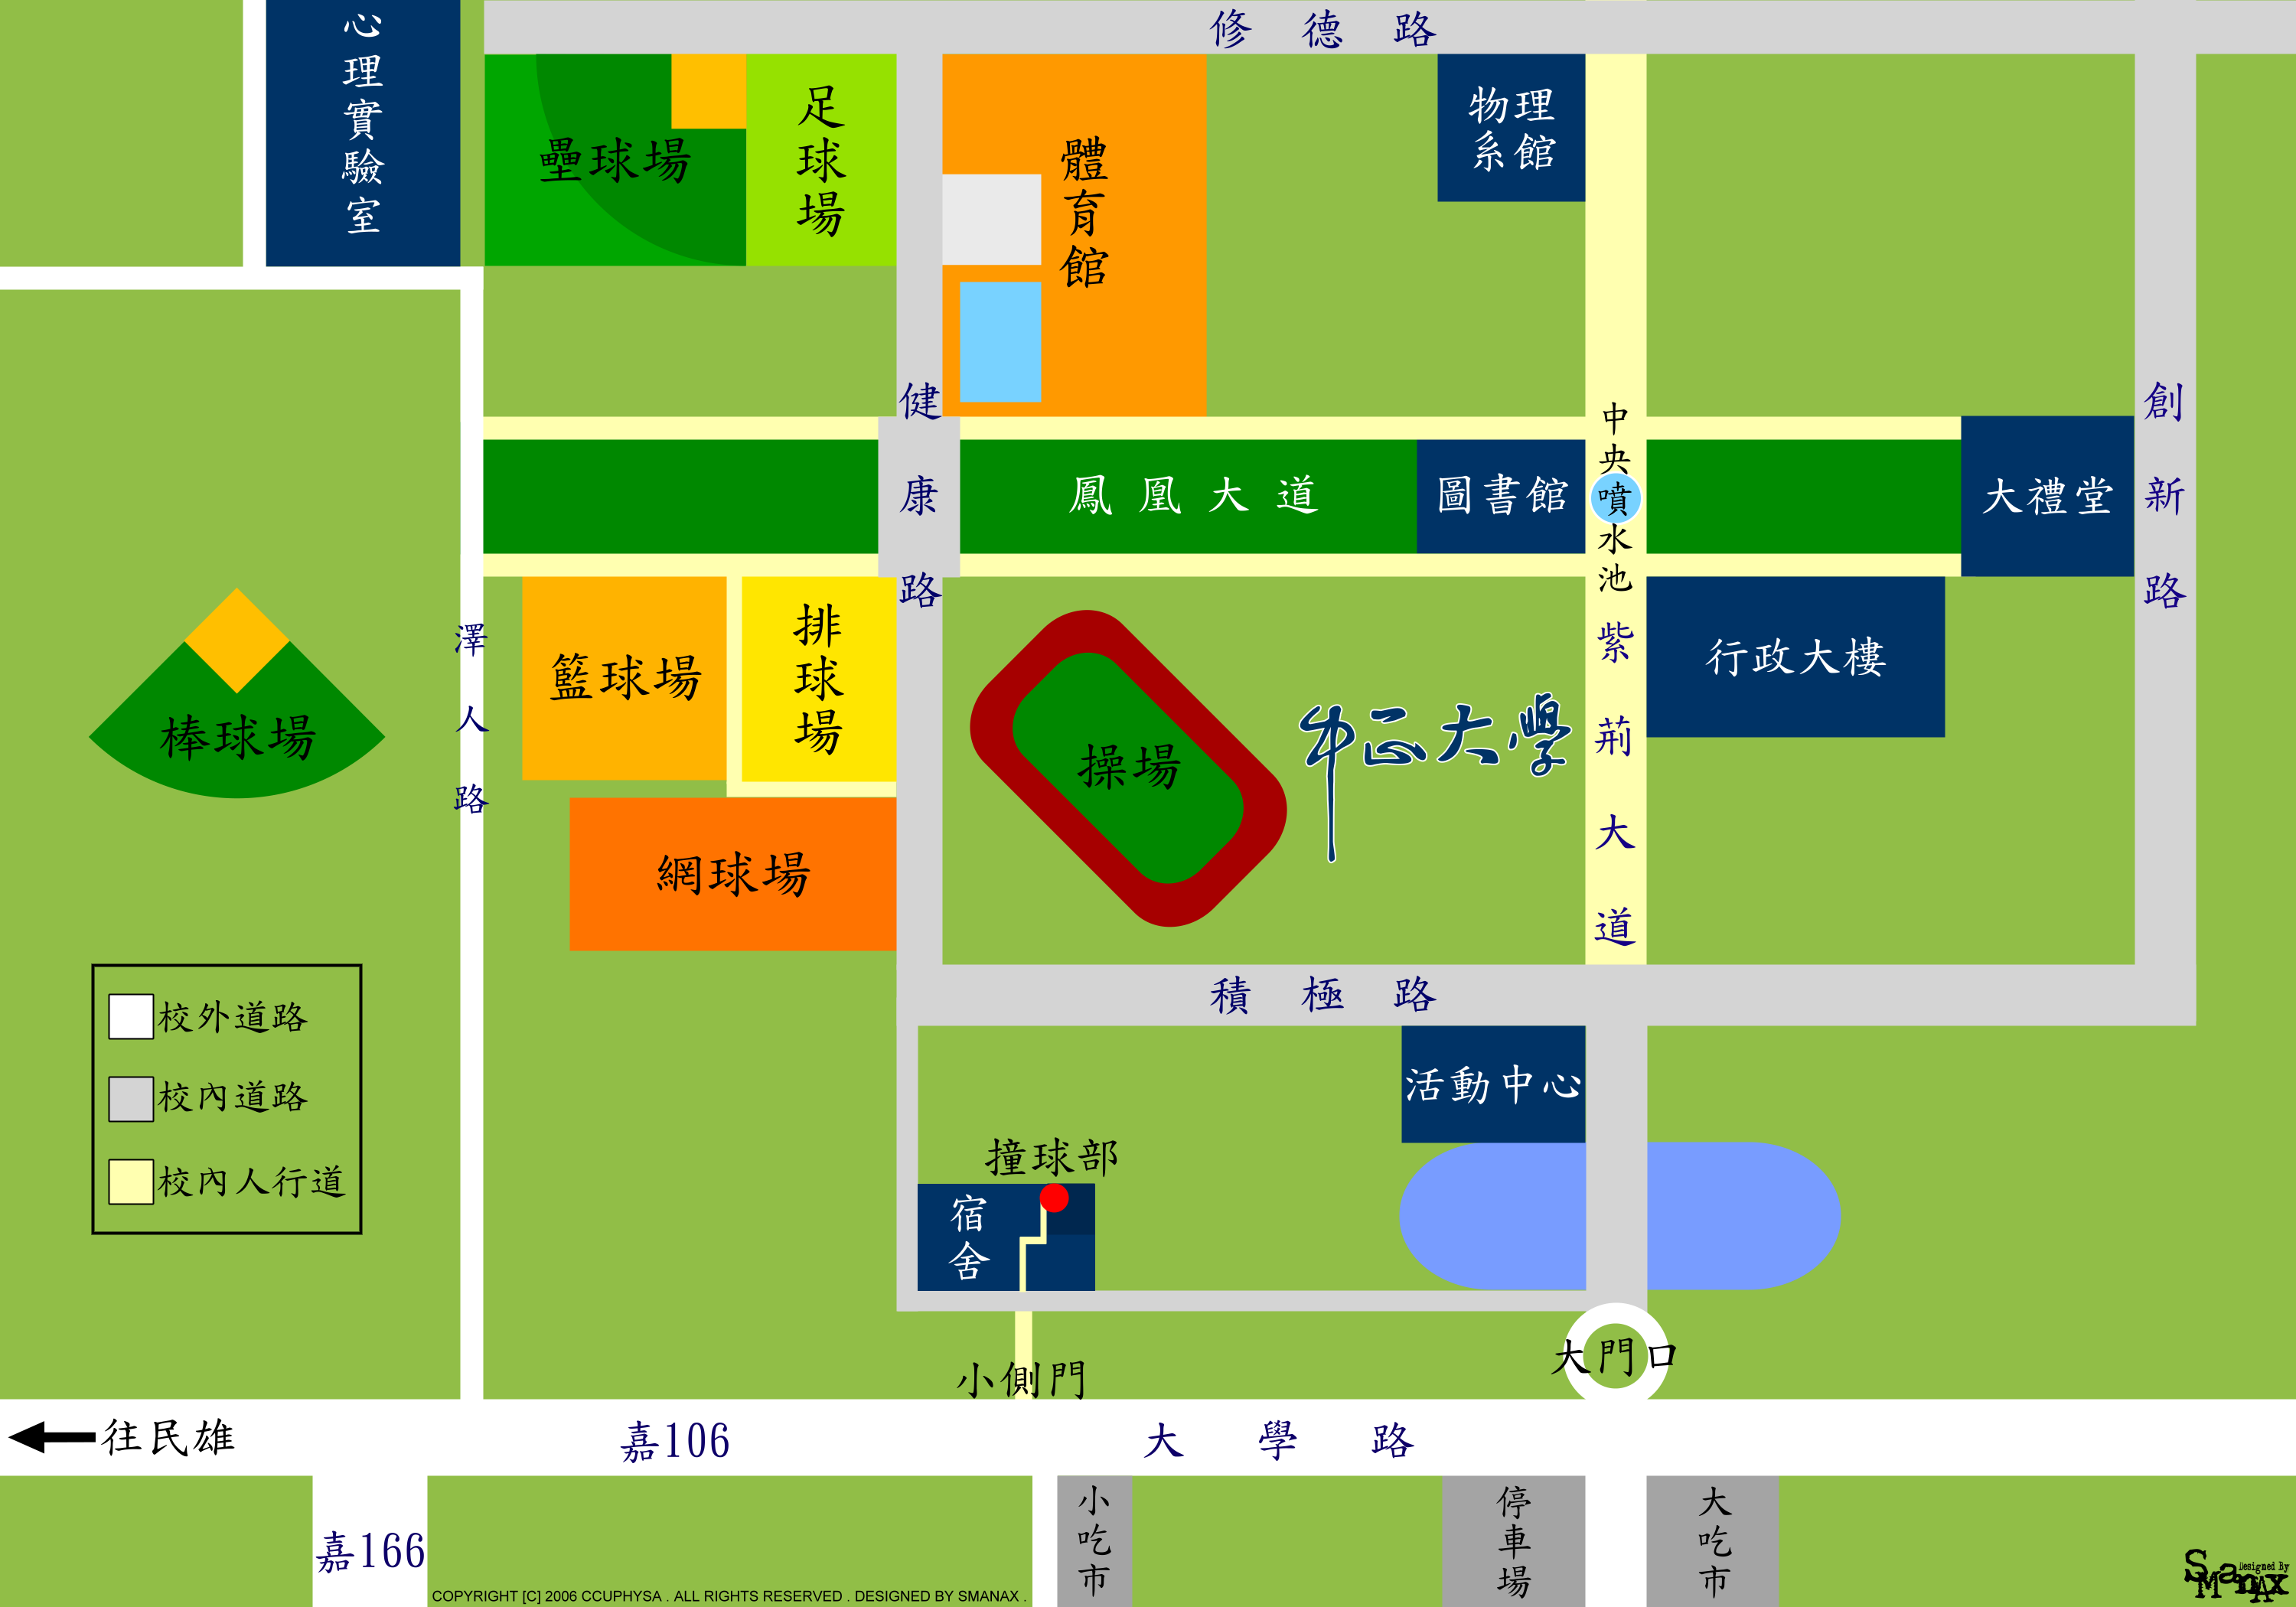 修德路
心理實驗室
壘球場
足球場
體育館
物理
系館
健康路
創新路
鳳凰大道
圖書館
中央噴水池
大禮堂
澤人路
棒球場
籃球場
排球場
網球場
操場
中正大學
紫荊大道
行政大樓
積極路
校外道路
校內道路
校內人行道
活動中心
撞球部
宿舍
小側門
大門口
往民雄
嘉106
大學路
嘉166
小吃市
停車場
大吃市
COPYRIGHT [C] 2006 CCUPHYSA . ALL RIGHTS RESERVED . DESIGNED BY SMANAX .
Designed By
SManAx